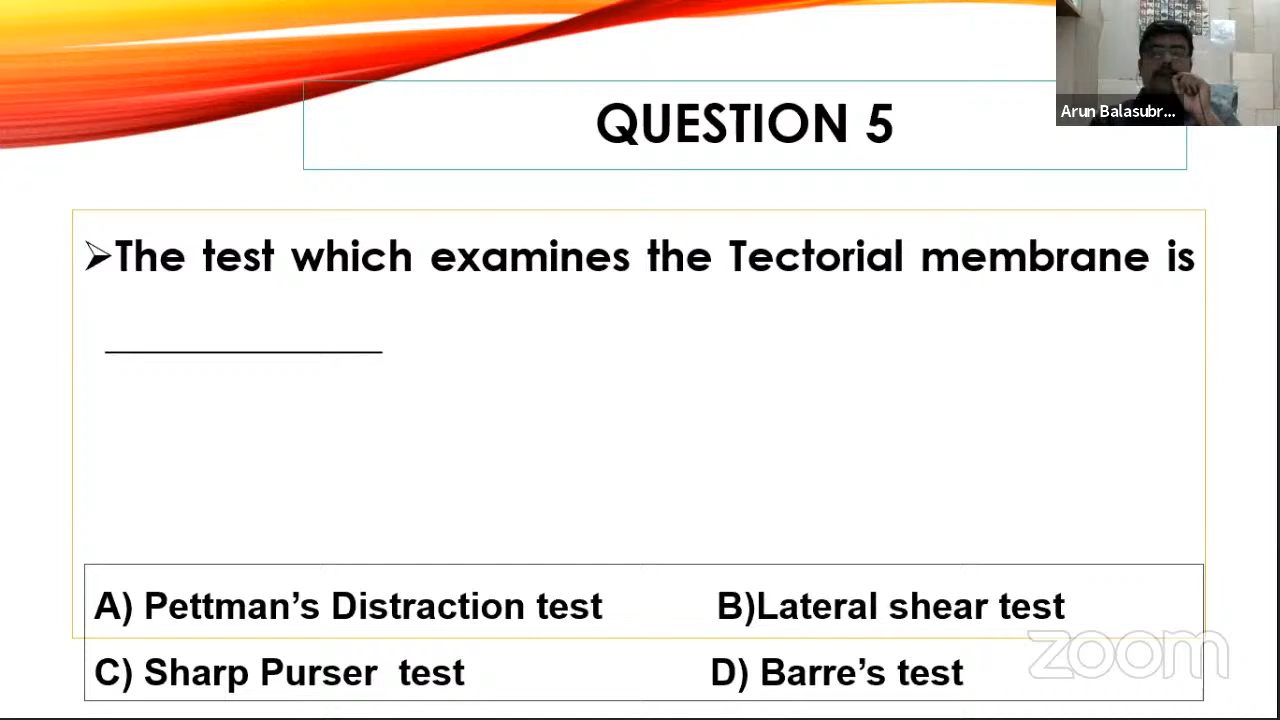 Arun Balasubr...
QUESTION 5
➢The test which examines the Tectorial membrane is
______________
A) Pettman’s Distraction test B)Lateral shear test
C) Sharp Purser test D) Barre’s test
zoom